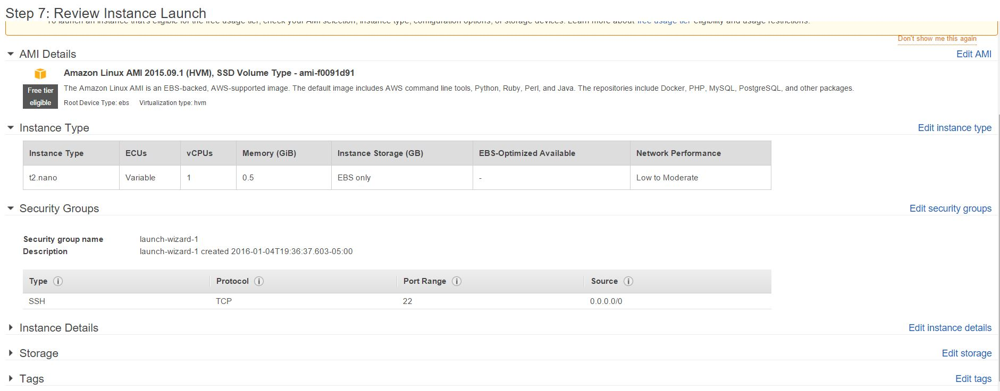 Step 7: Review Instance Launch
To launch an instance that's eligible for the free usage tier, check your AMI selection, instance type, configuration options, or storage devices. Learn more about free usage tier eligibility and usage restrictions.
Don't show me this again
AMI Details Edit AMI
Amazon Linux AMI 2015.09.1 (HVM), SSD Volume Type - ami-f0091d91
Free tier eligible
The Amazon Linux AMI is an EBS-backed, AWS-supported image. The default image includes AWS command line tools, Python, Ruby, Perl, and Java. The repositories include Docker, PHP, MySQL, PostgreSQL, and other packages.
Root Device Type: ebs Virtualization type: hvm
Instance Type Edit instance type
Instance Type ECUs vCPUs Memory (GiB) Instance Storage (GB) EBS-Optimized Available Network Performance
t2.nano Variable 1 0.5 EBS only - Low to Moderate
Security Groups Edit security groups
Security group name launch-wizard-1
Description launch-wizard-1 created 2016-01-04T19:36:37.603-05:00
Type i Protocol i Port Range i Source i
SSH TCP 22 0.0.0.0/0
Instance Details Edit instance details
Storage Edit storage
Tags Edit tags